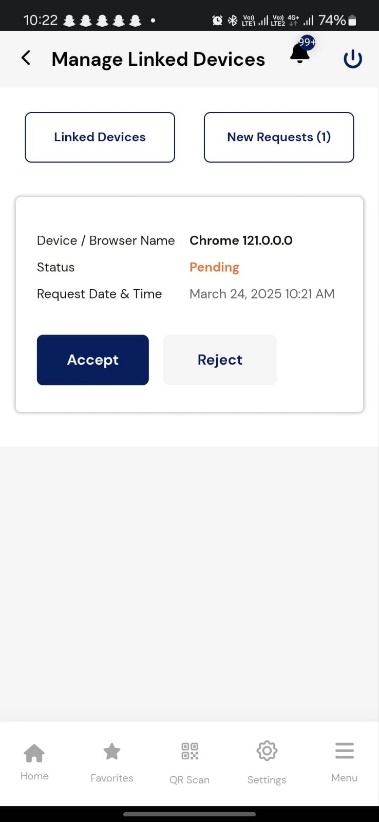 10:22 74%
Manage Linked Devices 99+
Linked Devices New Requests (1)
Device / Browser Name Chrome 121.0.0.0
Status Pending
Request Date & Time March 24, 2025 10:21 AM
Accept Reject
Home Favorites QR Scan Settings Menu